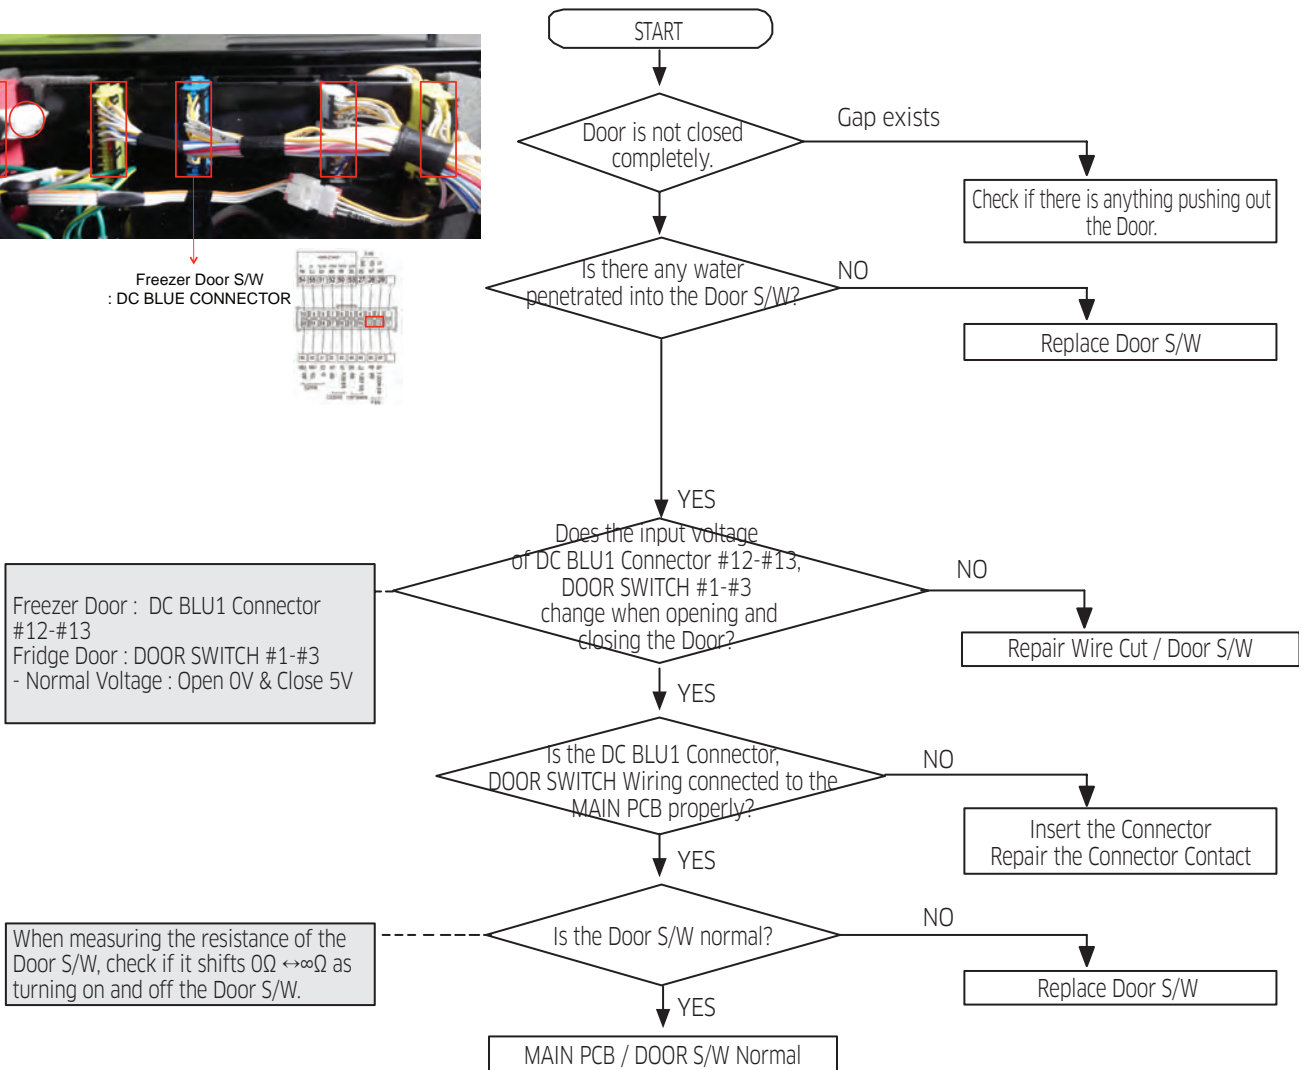 START
Door is not closed
completely.
Gap exists
Check if there is anything pushing out
the Door.
Freezer Door S/W
: DC BLUE CONNECTOR
Is there any water
penetrated into the Door S/W?
NO
Replace Door S/W
YES
Does the input voltage
of DC BLU1 Connector #12-#13,
DOOR SWITCH #1-#3
change when opening and
closing the Door?
NO
Repair Wire Cut / Door S/W
Freezer Door : DC BLU1 Connector
#12-#13
Fridge Door : DOOR SWITCH #1-#3
- Normal Voltage : Open 0V & Close 5V
YES
Is the DC BLU1 Connector,
DOOR SWITCH Wiring connected to the
MAIN PCB properly?
NO
Insert the Connector
Repair the Connector Contact
YES
Is the Door S/W normal?
NO
Replace Door S/W
When measuring the resistance of the
Door S/W, check if it shifts 0Ω ↔∞Ω as
turning on and off the Door S/W.
YES
MAIN PCB / DOOR S/W Normal